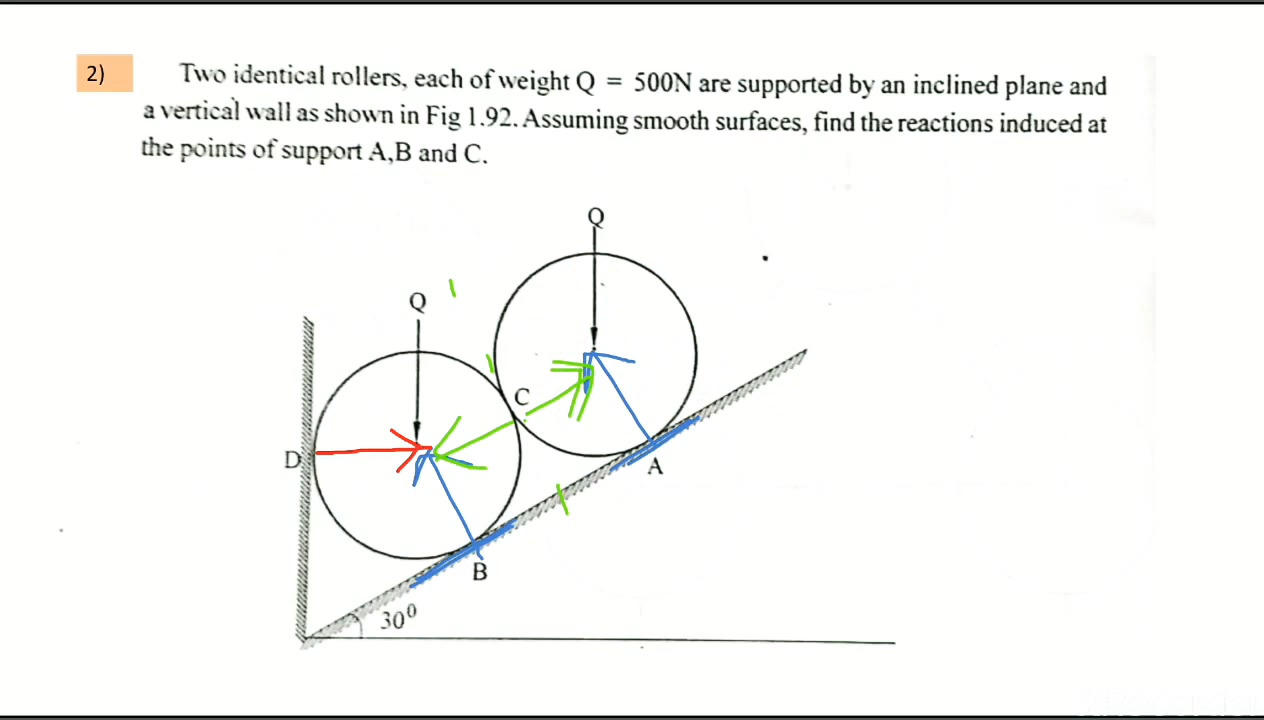 2)
Two identical rollers, each of weight Q = 500N are supported by an inclined plane and
a vertical wall as shown in Fig 1.92. Assuming smooth surfaces, find the reactions induced at
the points of support A,B and C.
Q
Q
C
D
A
B
30⁰